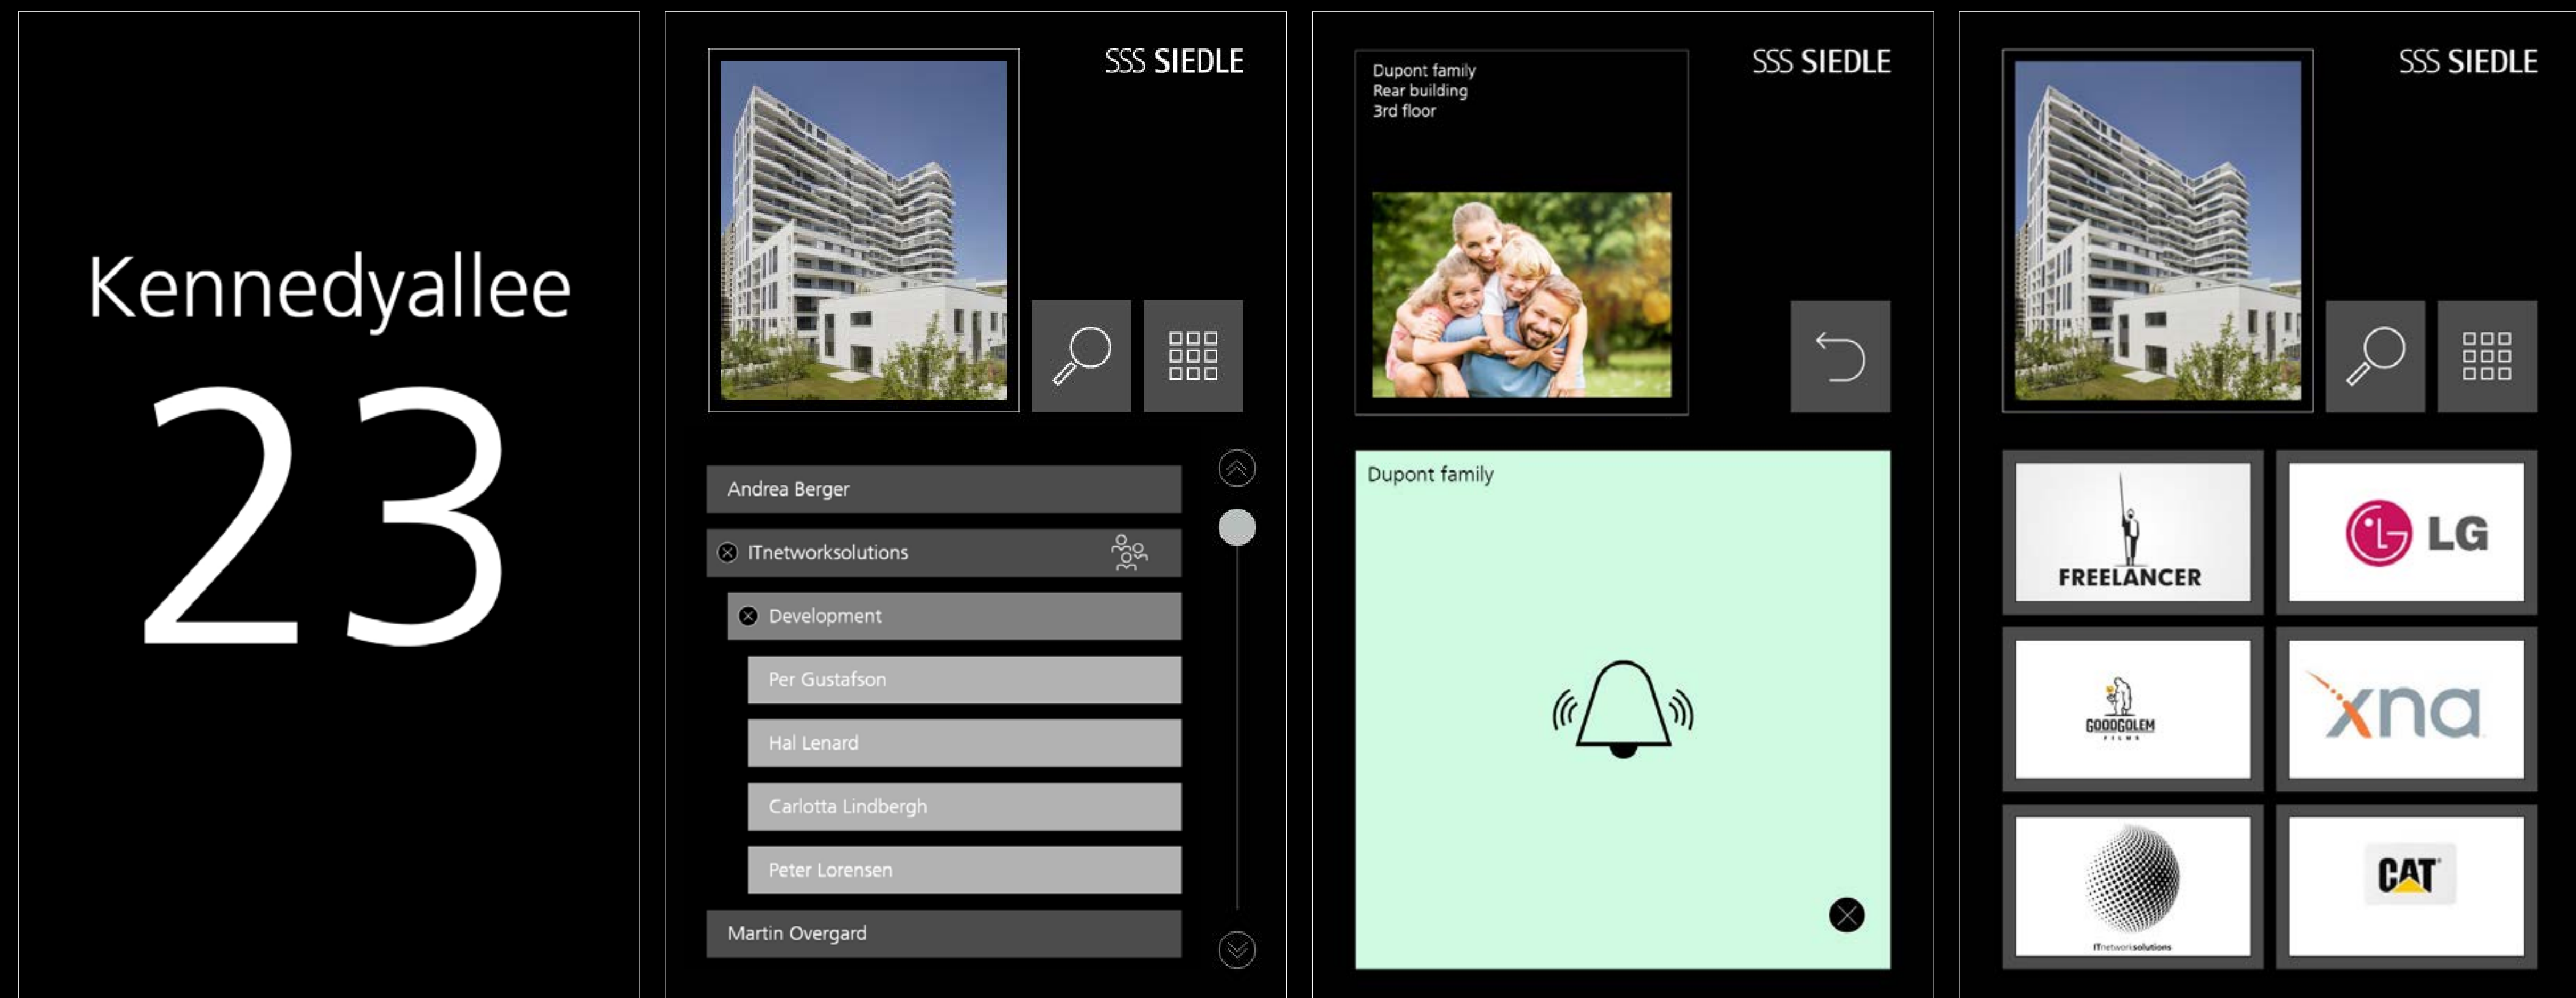 Kennedyallee
23
SSS SIEDLE
Andrea Berger
ITnetworksolutions
Development
Per Gustafson
Hal Lenard
Carlotta Lindbergh
Peter Lorensen
Martin Overgard
SSS SIEDLE
Dupont family
Rear building
3rd floor
Dupont family
SSS SIEDLE
FREELANCER
LG
GOODGOLEM
FILMS
xna
ITnetworksolutions
CAT